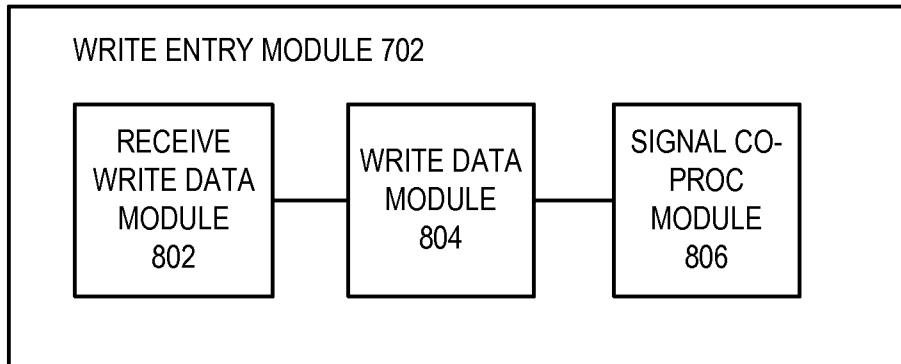 WRITE ENTRY MODULE 702
RECEIVE
WRITE DATA
MODULE
802
WRITE DATA
MODULE
804
SIGNAL CO-
PROC
MODULE
806